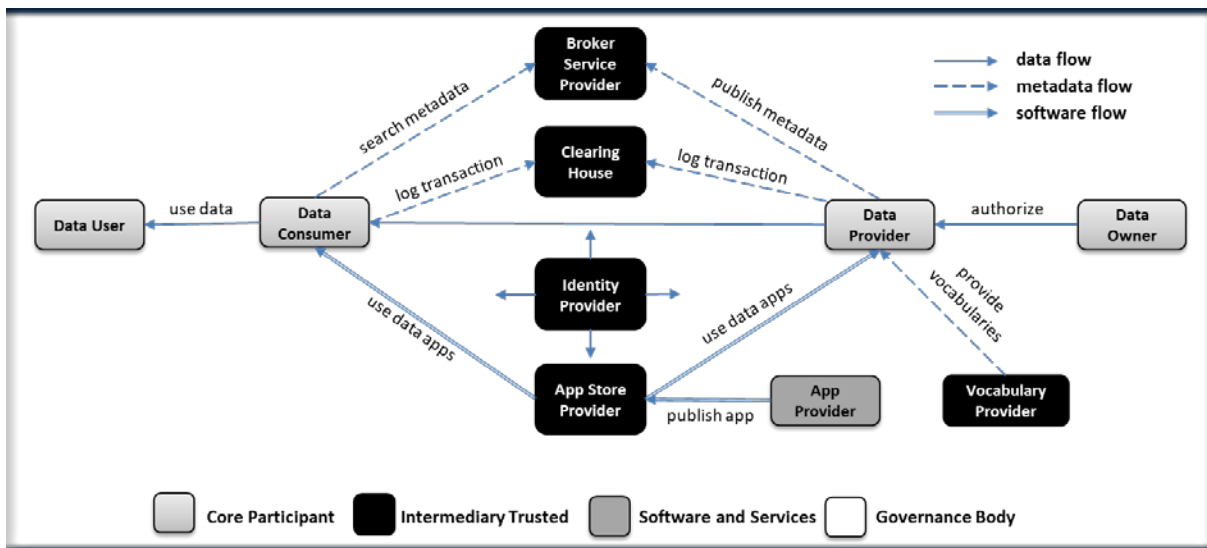 Broker
Service
Provider
data flow
metadata flow
software flow
search metadata
publish metadata
Clearing
House
log transaction
log transaction
Data User
use data
Data
Consumer
Data
Provider
authorize
Data
Owner
Identity
Provider
provide
vocabularies
use data apps
use data apps
App Store
Provider
publish app
App
Provider
Vocabulary
Provider
Core Participant
Intermediary Trusted
Software and Services
Governance Body